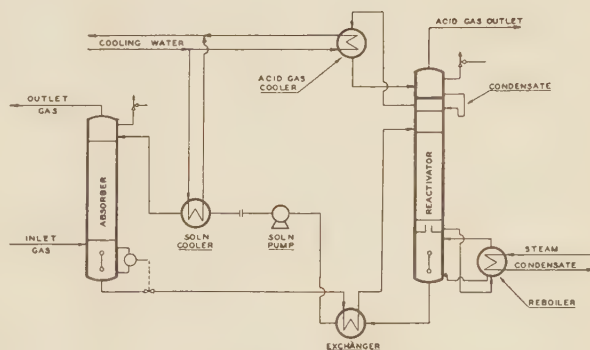 ACID GAS OUTLET
COOLING WATER
ACID GAS
COOLER
CONDENSATE
OUTLET
GAS
ABSORBER
REACTIVATOR
INLET
GAS
SOLN
COOLER
SOLN
PUMP
STEAM
CONDENSATE
REBOILER
EXCHANGER